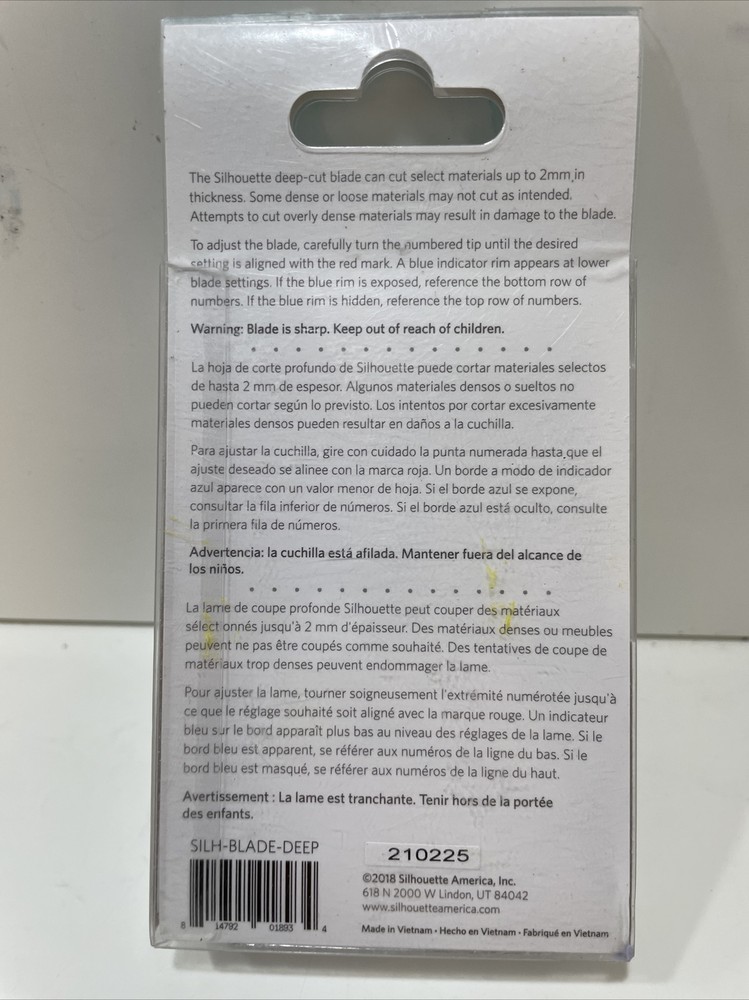 The Silhouette deep-cut blade can cut select materials up to 2mm in
thickness. Some dense or loose materials may not cut as intended.
Attempts to cut overly dense materials may result in damage to the blade.
To adjust the blade, carefully turn the numbered tip until the desired
setting is aligned with the red mark. A blue indicator rim appears at lower
blade settings. If the blue rim is exposed, reference the bottom row of
numbers. If the blue rim is hidden, reference the top row of numbers.
Warning: Blade is sharp. Keep out of reach of children.
La hoja de corte profundo de Silhouette puede cortar materiales selectos
de hasta 2 mm de espesor. Algunos materiales densos o sueltos no
pueden cortar según lo previsto. Los intentos por cortar excesivamente
materiales densos pueden resultar en daños a la cuchilla.
Para ajustar la cuchilla, gire con cuidado la punta numerada hasta que el
ajuste deseado se alinee con la marca roja. Un borde a modo de indicador
azul aparece con un valor menor de hoja. Si el borde azul se expone,
consultar la fila inferior de números. Si el borde azul está oculto, consulte
la primera fila de números.
Advertencia: la cuchilla está afilada. Mantener fuera del alcance de
los niños.
La lame de coupe profonde Silhouette peut couper des matériaux
sélectionnés jusqu'à 2 mm d'épaisseur. Des matériaux denses ou meubles
peuvent ne pas être coupés comme souhaité. Des tentatives de coupe de
matériaux trop denses peuvent endommager la lame.
Pour ajuster la lame, tourner soigneusement l'extrémité numérotée jusqu'à
ce que le réglage souhaité soit aligné avec la marque rouge. Un indicateur
bleu sur le bord apparaît plus bas au niveau des réglages de la lame. Si le
bord bleu est apparent, se référer aux numéros de la ligne du bas. Si le
bord bleu est masqué, se référer aux numéros de la ligne du haut.
Avertissement : La lame est tranchante. Tenir hors de la portée
des enfants.
SILH-BLADE-DEEP
8 14792 01893 4
210225
©2018 Silhouette America, Inc.
618 N 2000 W Lindon, UT 84042
www.silhouetteamerica.com
Made in Vietnam • Hecho en Vietnam • Fabriqué en Vietnam